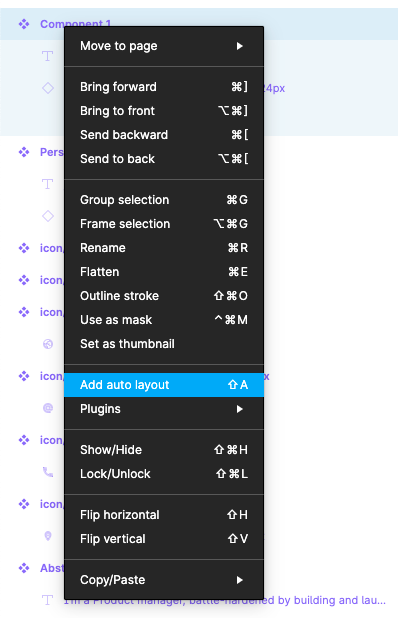 Component 1
Move to page
Bring forward ⌘]
24px
Bring to front ⌥⌘]
Send backward ⌘[
Pers
Send to back ⌥⌘[
Group selection ⌘G
Frame selection ⌥⌘G
icon/
Rename ⌘R
Flatten ⌘E
icon/
Outline stroke ⇧⌘O
icon/
Use as mask ^⌘M
Set as thumbnail
icon/
x
Add auto layout ⇧A
Plugins
icon/
Show/Hide ⇧⌘H
Lock/Unlock ⇧⌘L
icon/
Flip horizontal ⇧H
Flip vertical ⇧V
Abst
Copy/Paste
I'm a Product manager, battle-hardened by building and lau...